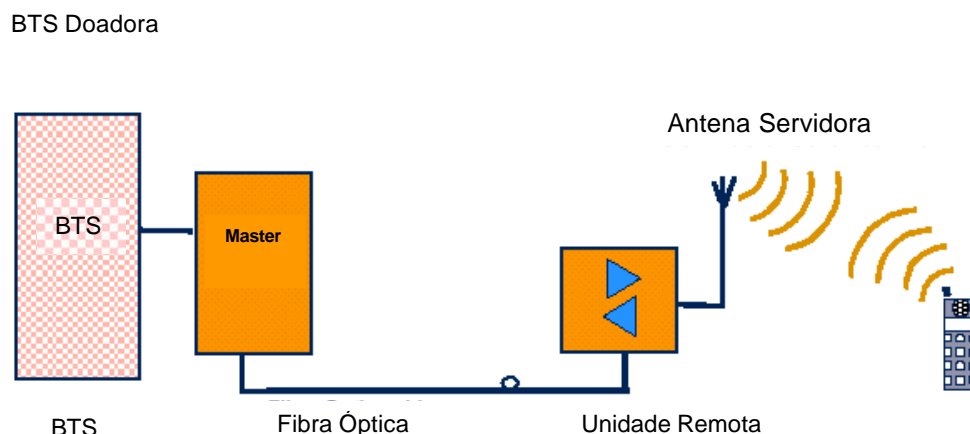 BTS Doadora
Antena Servidora
BTS
Master
BTS
Fibra Óptica
Unidade Remota